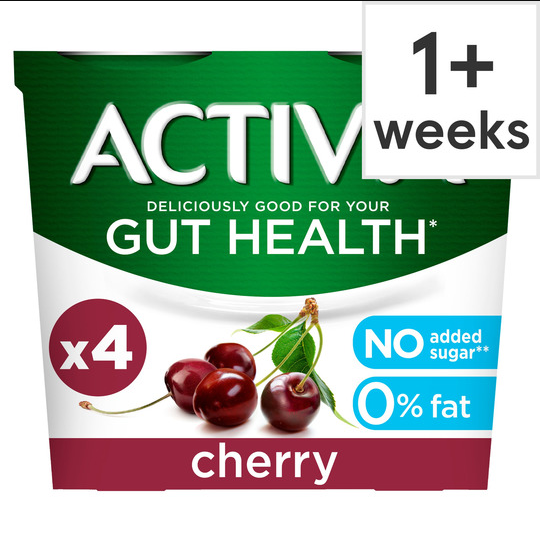 1+
weeks
ACTIV
DELICIOUSLY GOOD FOR YOUR
GUT HEALTH*
x4
NO added
sugar**
0% fat
cherry